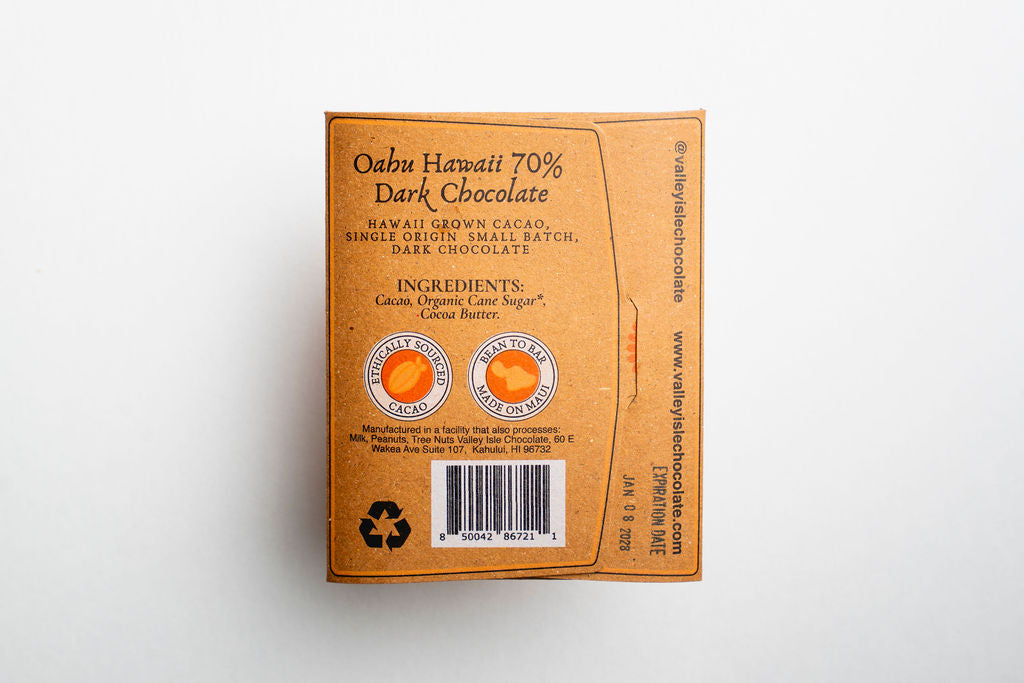 Oahu Hawaii 70%
Dark Chocolate
HAWAII GROWN CACAO,
SINGLE ORIGIN SMALL BATCH,
DARK CHOCOLATE
INGREDIENTS:
Cacao, Organic Cane Sugar*,
Cocoa Butter.
ETHICALLY SOURCED
CACAO
BEAN TO BAR
MADE ON MAUI
Manufactured in a facility that also processes:
Milk, Peanuts, Tree Nuts Valley Isle Chocolate, 60 E
Wakea Ave Suite 107, Kahului, HI 96732
8 50042 86721 1
@valleyislechocolate www.valleyislechocolate.com
EXPIRATION DATE
JAN 08 2028